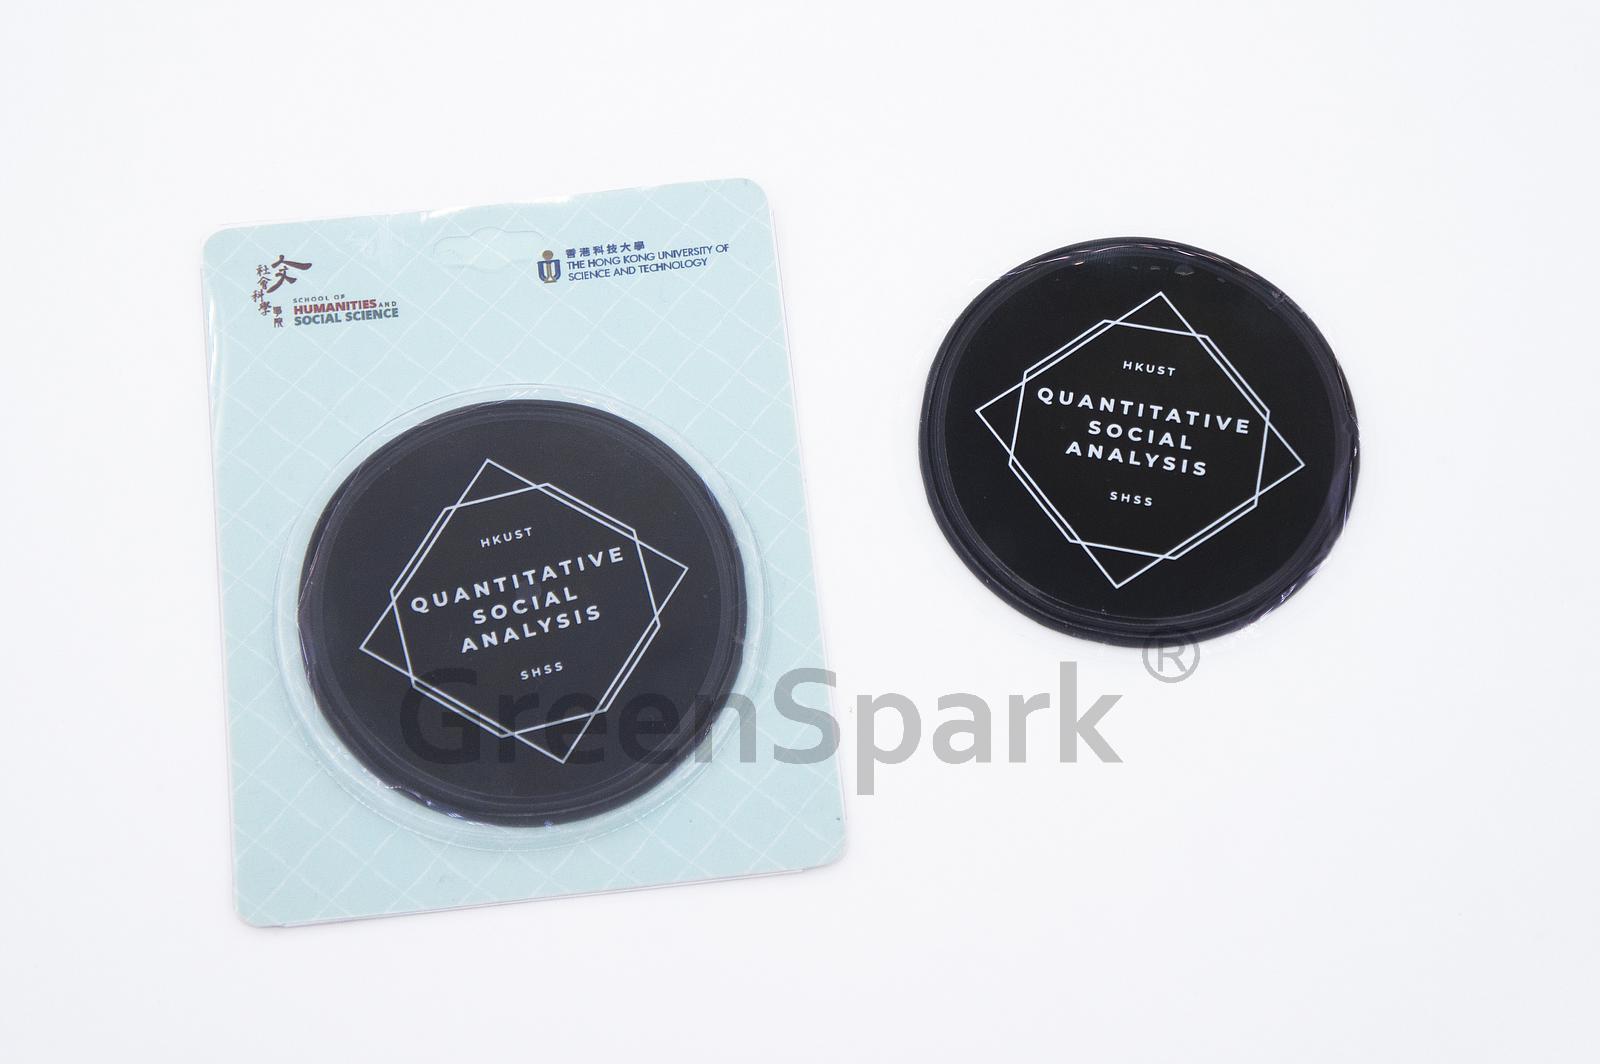 文
社會科學
學院
SCHOOL OF
HUMANITIES AND
SOCIAL SCIENCE
香港科技大學
THE HONG KONG UNIVERSITY OF
SCIENCE AND TECHNOLOGY
HKUST
QUANTITATIVE
SOCIAL
ANALYSIS
SHSS
HKUST
QUANTITATIVE
SOCIAL
ANALYSIS
SHSS
GreenSpark®